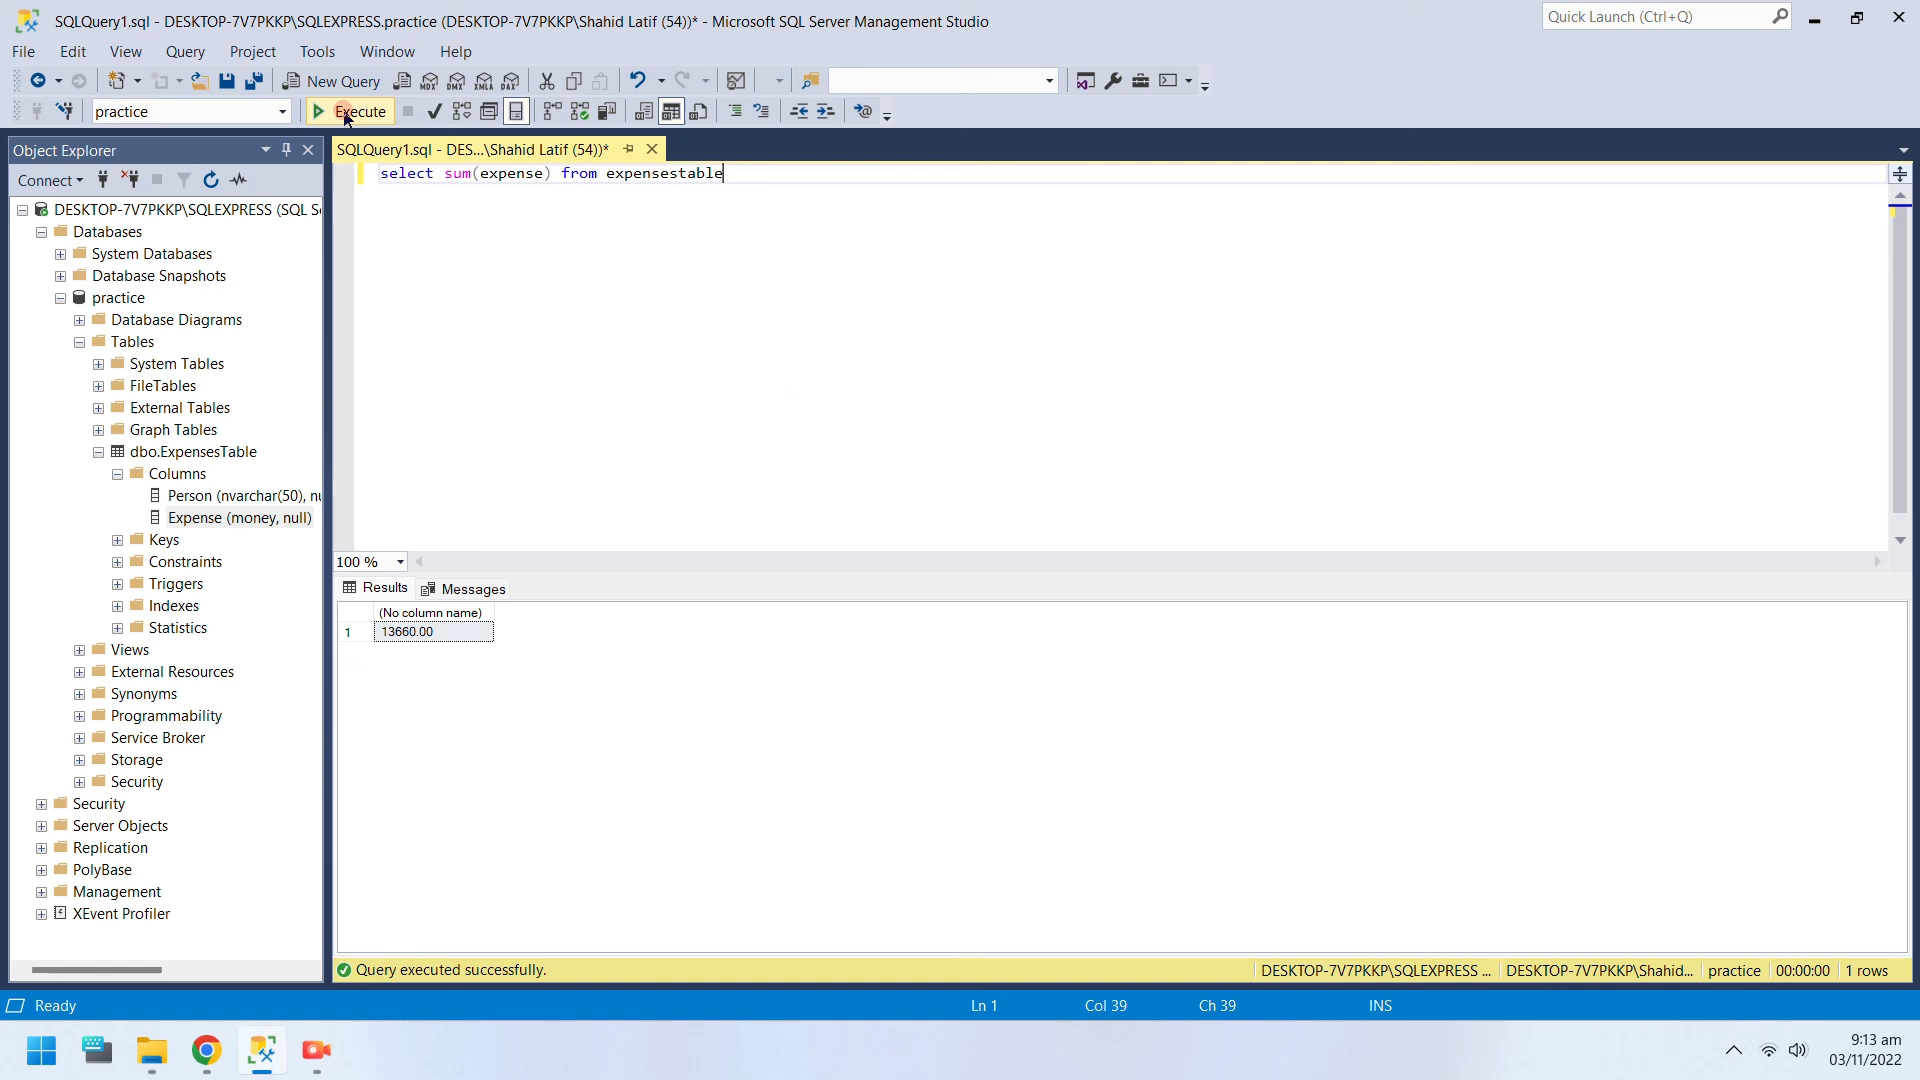 SQLQuery1.sql - DESKTOP-7V7PKKP\SQLEXPRESS.practice (DESKTOP-7V7PKKP\Shahid Latif (54))* - Microsoft SQL Server Management Studio
Quick Launch (Ctrl+Q)
File Edit View Query Project Tools Window Help
New Query MDX DMX XMLA DAX
practice Execute
Object Explorer
SQLQuery1.sql - DES...\Shahid Latif (54))*
Connect
select sum(expense) from expensestable
DESKTOP-7V7PKKP\SQLEXPRESS (SQL S
Databases
System Databases
Database Snapshots
practice
Database Diagrams
Tables
System Tables
FileTables
External Tables
Graph Tables
dbo.ExpensesTable
Columns
Person (nvarchar(50), nu
Expense (money, null)
Keys
Constraints
Triggers
Indexes
Statistics
Views
External Resources
Synonyms
Programmability
Service Broker
Storage
Security
Security
Server Objects
Replication
PolyBase
Management
XEvent Profiler
100 %
Results Messages
(No column name)
1 13660.00
Query executed successfully.
DESKTOP-7V7PKKP\SQLEXPRESS ... DESKTOP-7V7PKKP\Shahid... practice 00:00:00 1 rows
Ready Ln 1 Col 39 Ch 39 INS
9:13 am
03/11/2022